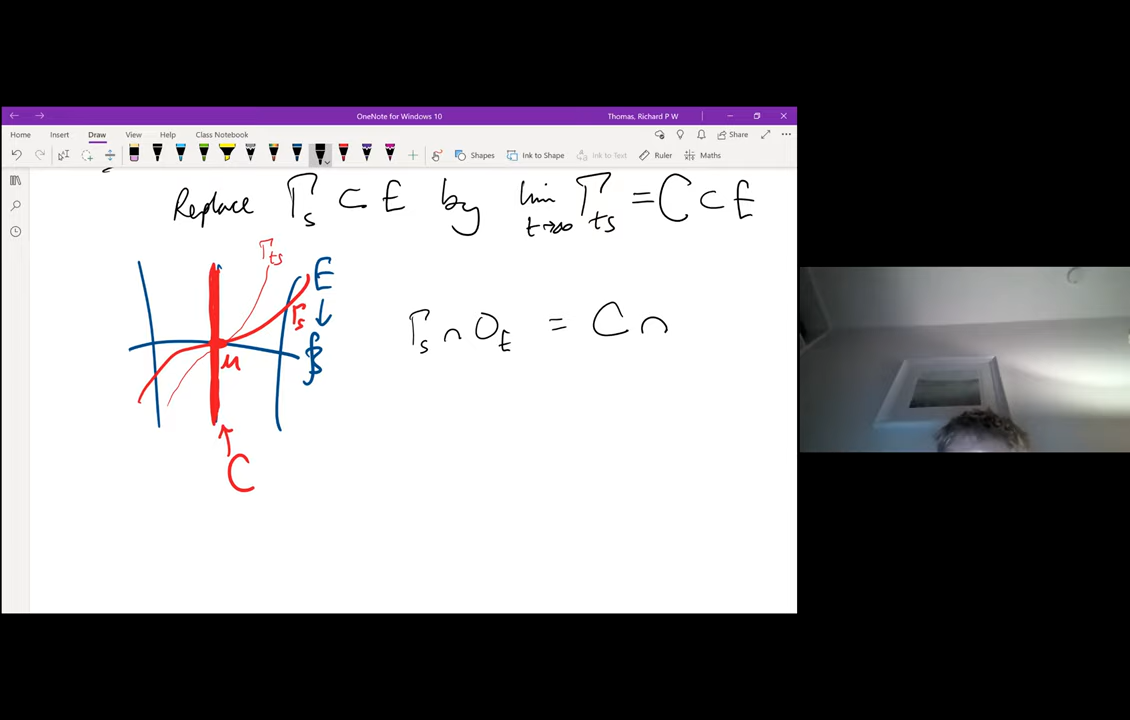 OneNote for Windows 10
Thomas, Richard P W
Home Insert Draw View Help Class Notebook
Share
Shapes Ink to Shape Ink to Text Ruler Maths
Replace Γs ⊂ E by lim t→∞ Γts = C ⊂ E
Γts
E
Γs ↓
μ
Γs ∩ OE = C ∩
↑
C